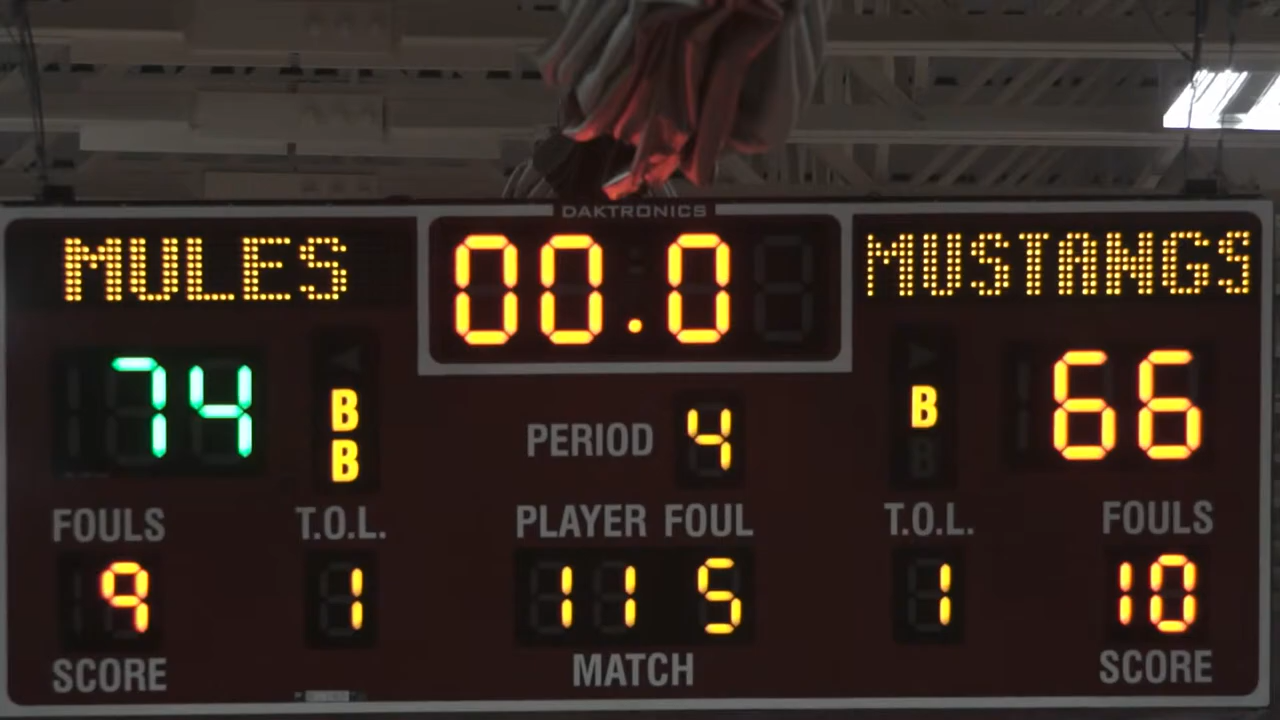 DAKTRONICS
MULES 00.0 MUSTANGS
74 B B PERIOD 4 B 66
FOULS T.O.L. PLAYER FOUL T.O.L. FOULS
9 1 11 5 1 10
SCORE MATCH SCORE